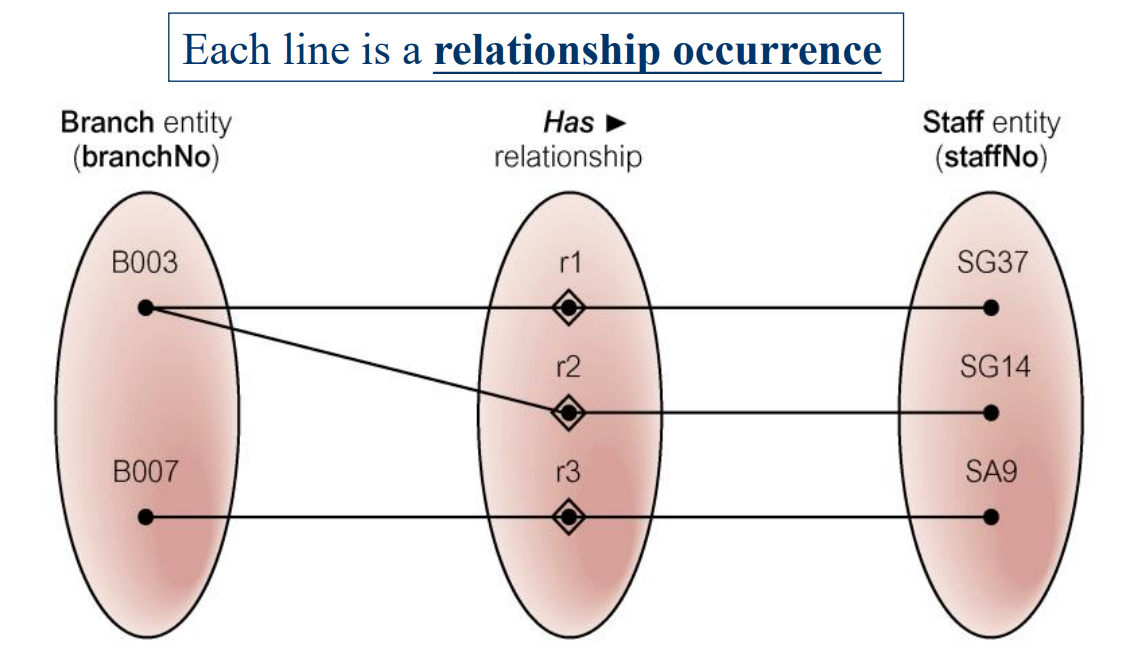 Each line is a relationship occurrence
Branch entity
(branchNo)
Has ►
relationship
Staff entity
(staffNo)
B003
r1
SG37
r2
SG14
B007
r3
SA9